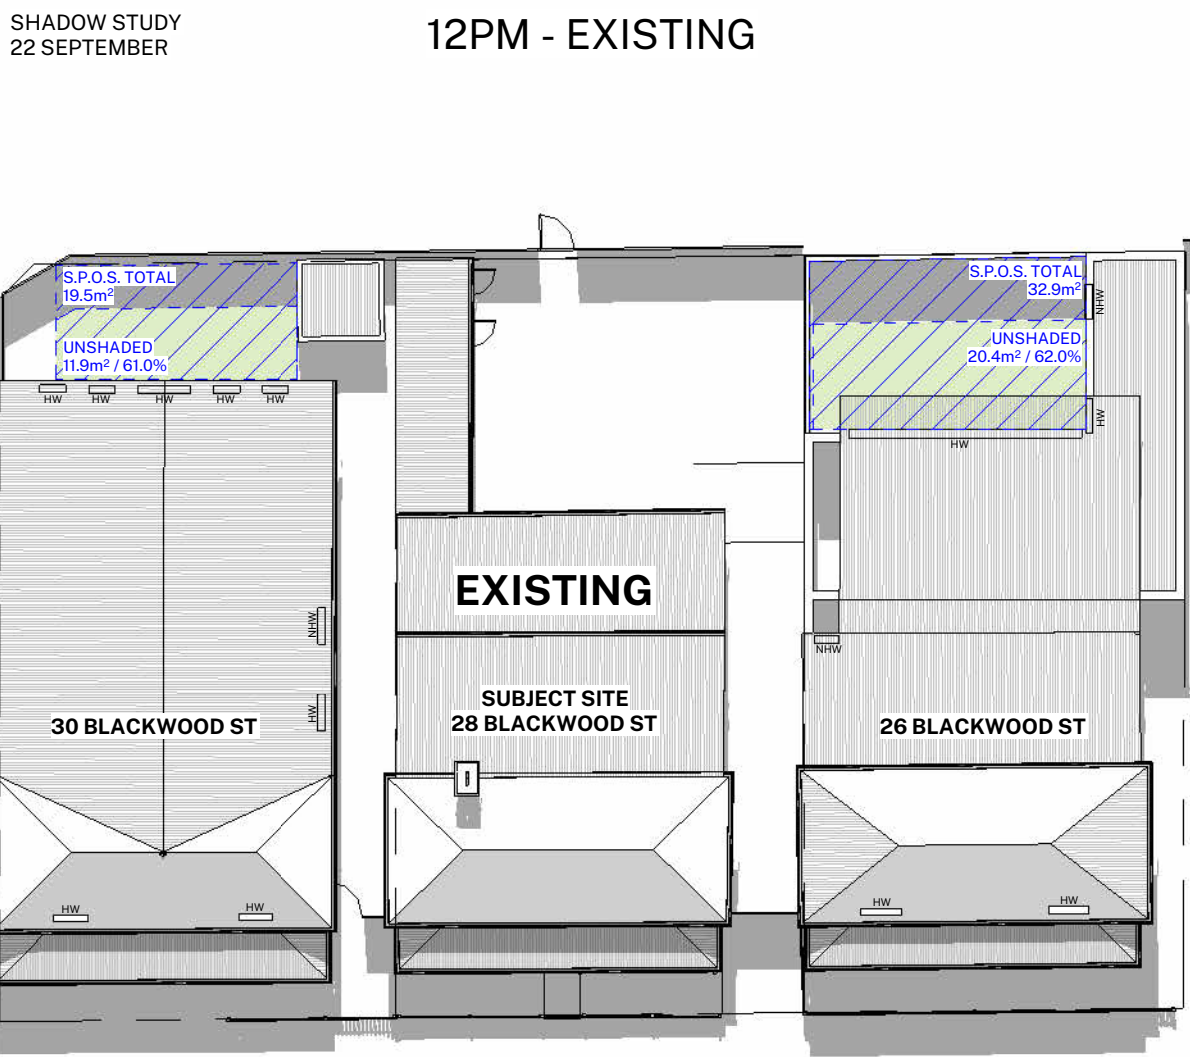 SHADOW STUDY
22 SEPTEMBER
12PM - EXISTING
S.P.O.S. TOTAL
19.5m²
UNSHADED
11.9m² / 61.0%
S.P.O.S. TOTAL
32.9m²
UNSHADED
20.4m² / 62.0%
NHW
HW
HW
HW
HW
HW
HW
HW
EXISTING
NHW
HW
NHW
30 BLACKWOOD ST
SUBJECT SITE
28 BLACKWOOD ST
26 BLACKWOOD ST
HW
HW
HW
HW